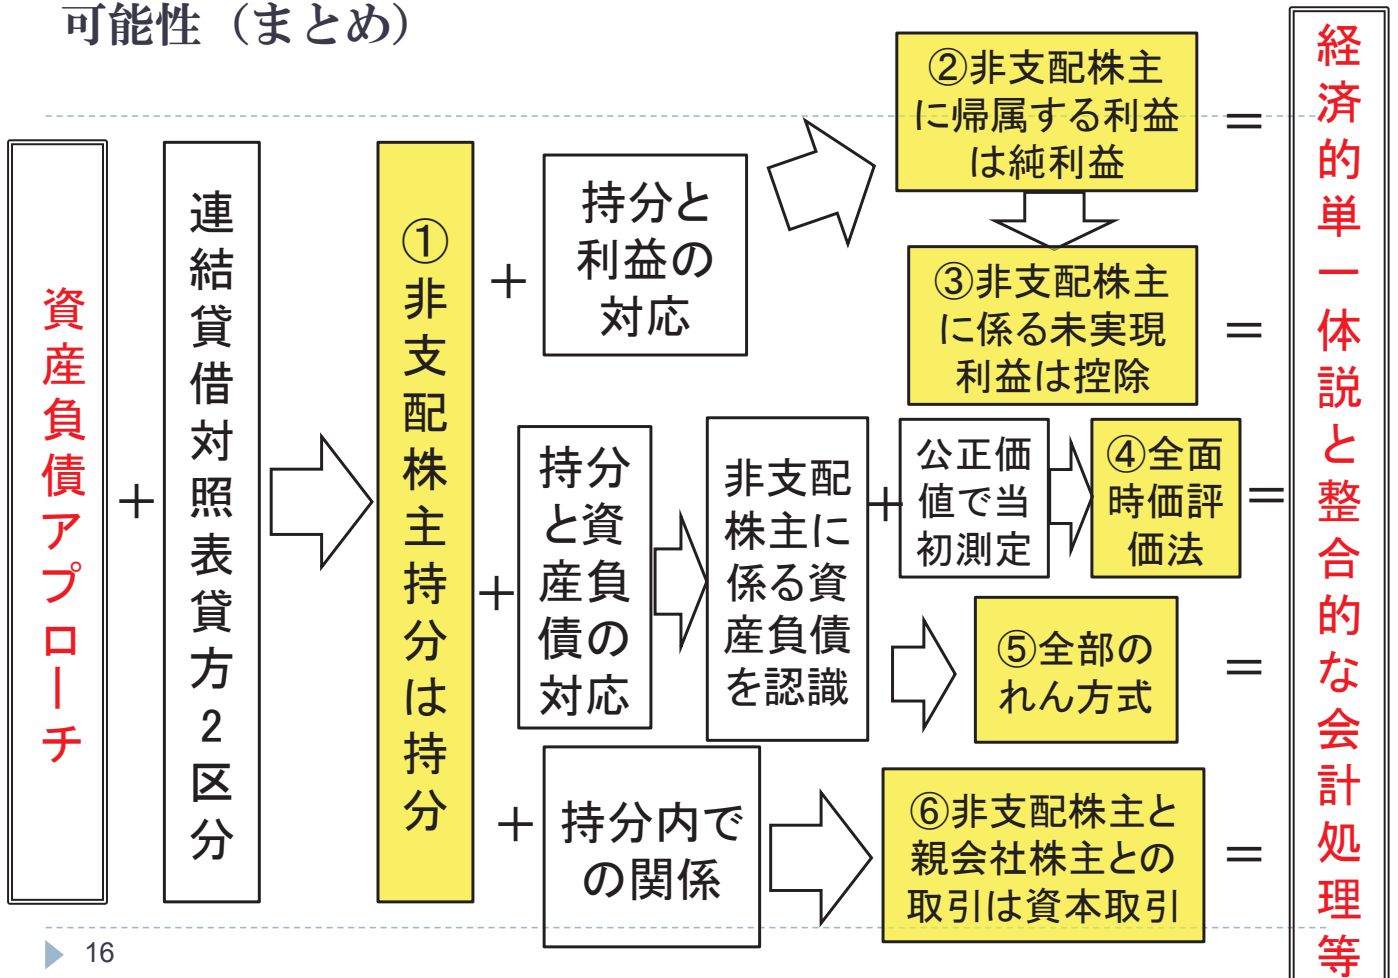 可能性（まとめ）
資産負債アプローチ
＋
連結貸借対照表貸方２区分
①非支配株主持分は持分
＋
持分と
利益の
対応
②非支配株主
に帰属する利益
は純利益
＝
③非支配株主
に係る未実現
利益は控除
＝
＋
持分
と資
産負
債の
対応
非支配
株主に
係る資
産負債
を認識
＋
公正価
値で当
初測定
④全面
時価評
価法
＝
⑤全部の
れん方式
＝
＋
持分内で
の関係
⑥非支配株主と
親会社株主との
取引は資本取引
＝
経済的単一体説と整合的な会計処理等
16